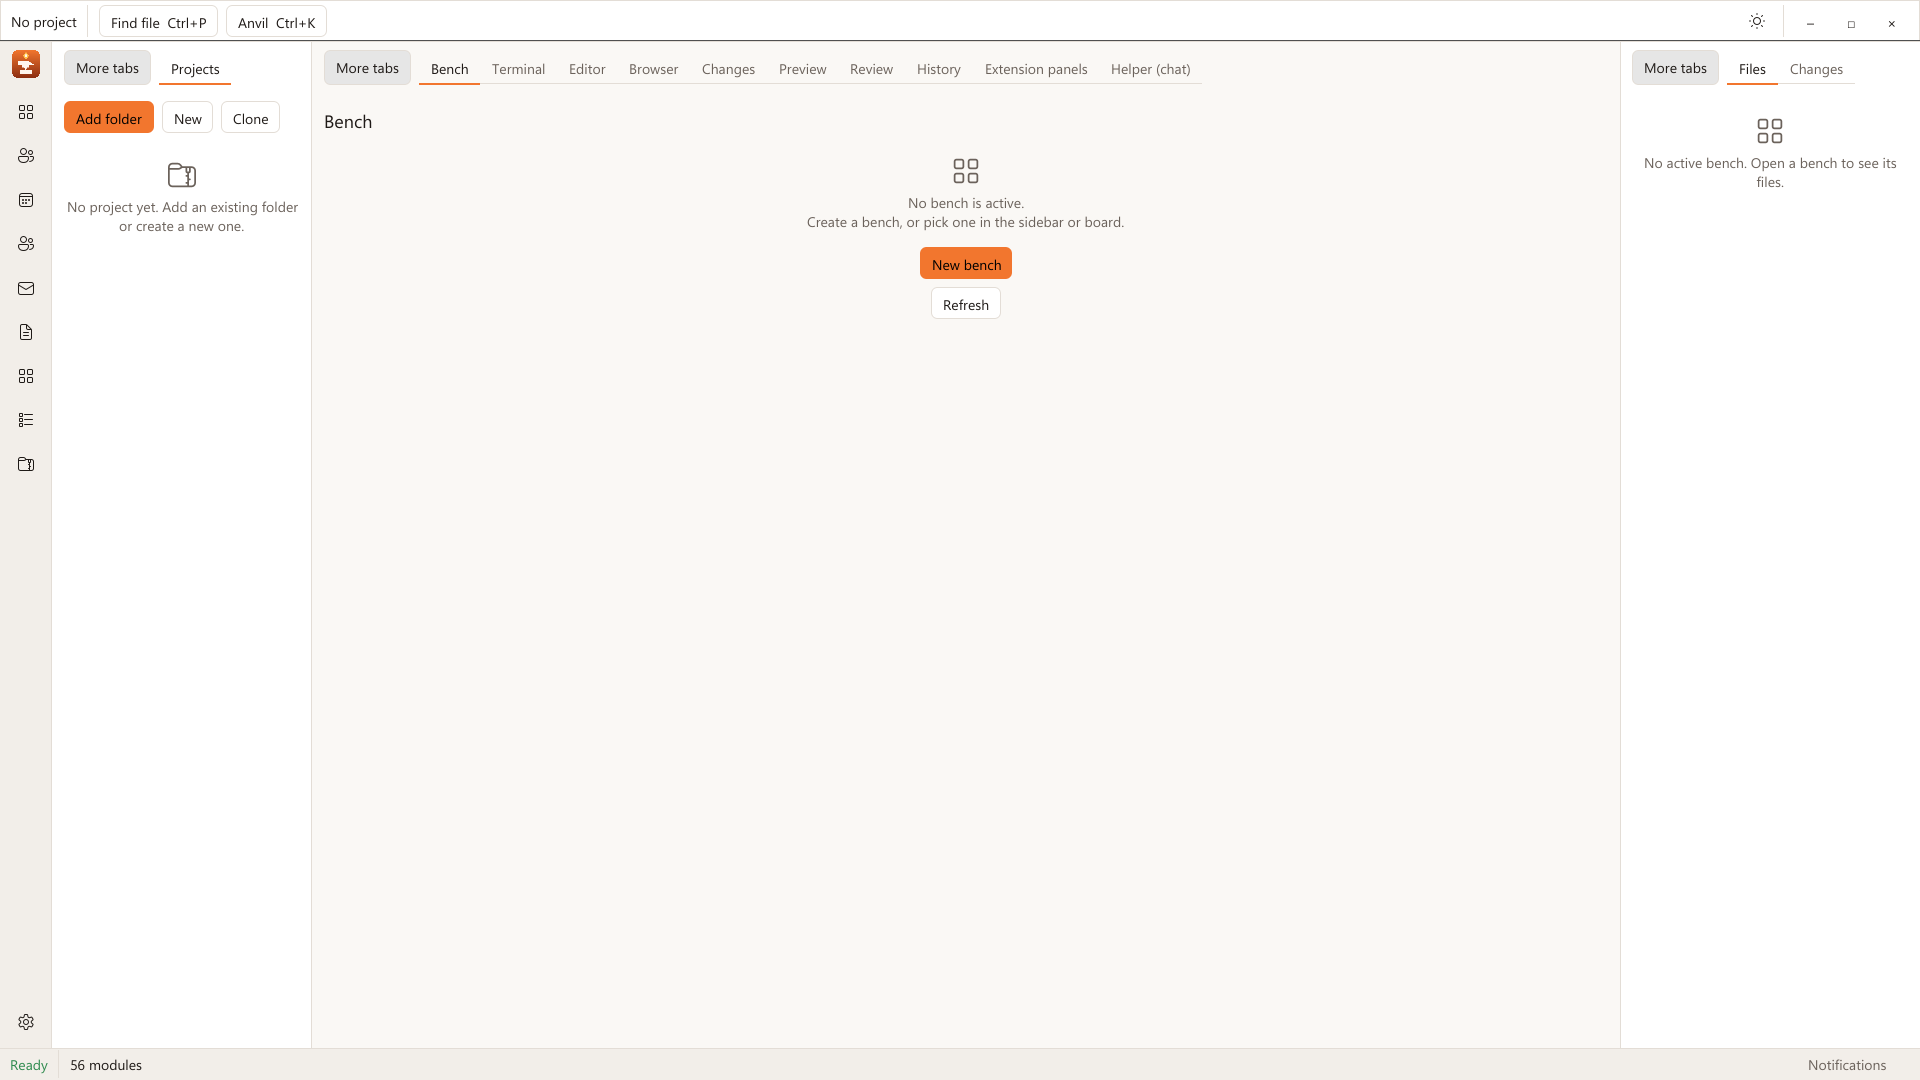 No project
Find file Ctrl+P
Anvil Ctrl+K
More tabs
Projects
Add folder
New
Clone
No project yet. Add an existing folder
or create a new one.
More tabs
Bench
Terminal
Editor
Browser
Changes
Preview
Review
History
Extension panels
Helper (chat)
Bench
No bench is active.
Create a bench, or pick one in the sidebar or board.
New bench
Refresh
More tabs
Files
Changes
No active bench. Open a bench to see its
files.
Ready
56 modules
Notifications